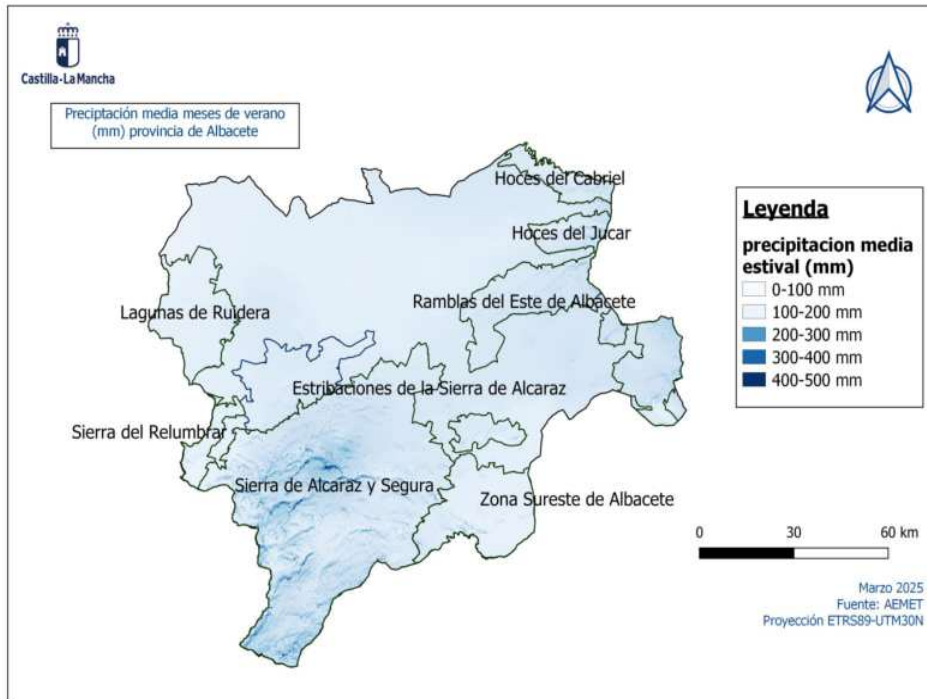 Castilla-La Mancha
Preciptación media meses de verano
(mm) provincia de Albacete
Hoces del Cabriel
Hoces del Jucar
Lagunas de Ruidera
Ramblas del Este de Albacete
Estribaciones de la Sierra de Alcaraz
Sierra del Relumbrar
Sierra de Alcaraz y Segura
Zona Sureste de Albacete
Leyenda
precipitacion media
estival (mm)
0-100 mm
100-200 mm
200-300 mm
300-400 mm
400-500 mm
0 30 60 km
Marzo 2025
Fuente: AEMET
Proyección ETRS89-UTM30N